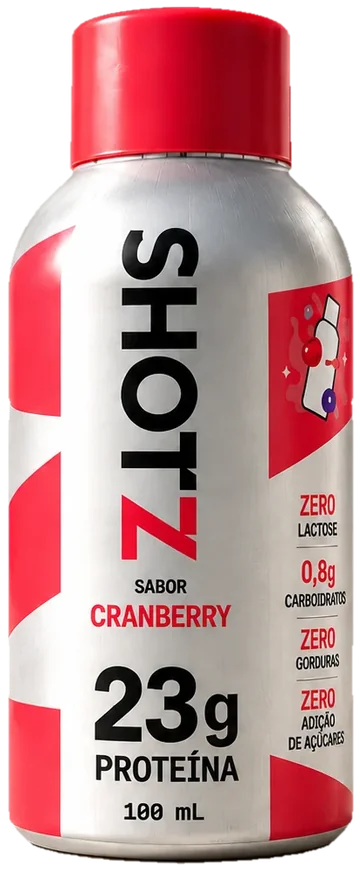 SHOTZ
SABOR
CRANBERRY
23g
PROTEÍNA
100 mL
ZERO
LACTOSE
0,8g
CARBOIDRATOS
ZERO
GORDURAS
ZERO
ADIÇÃO
DE AÇÚCARES